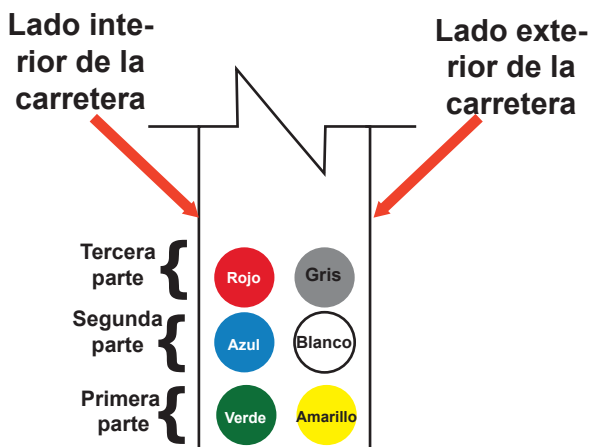 Lado inte-
rior de la
carretera
Lado exte-
rior de la
carretera
Tercera
parte
Rojo
Gris
Segunda
parte
Azul
Blanco
Primera
parte
Verde
Amarillo